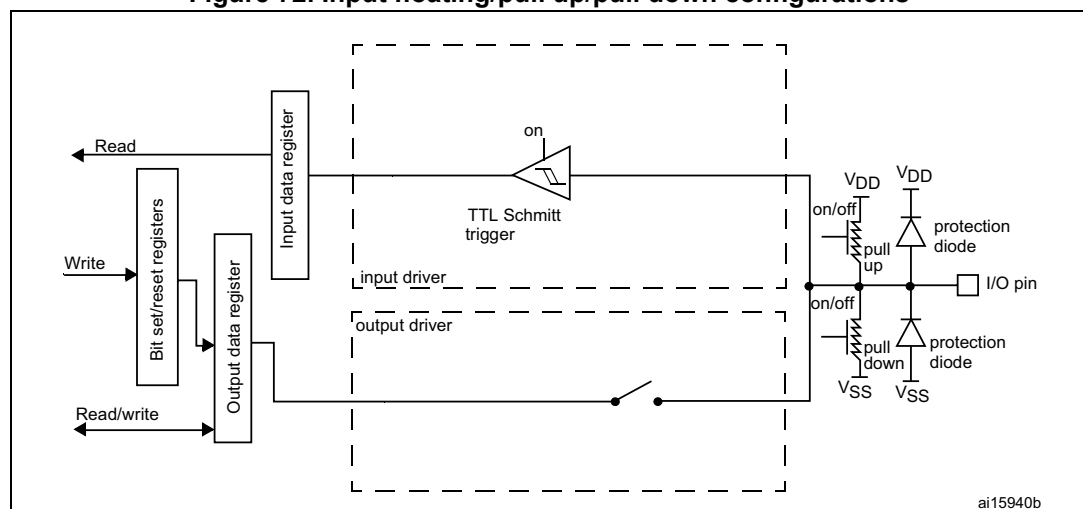 Figure 12. Input floating/pull up/pull down configurations
Input data register
on
Read
TTL Schmitt
trigger
input driver
Write
Bit set/reset registers
Output data register
Read/write
output driver
VDD
VDD
on/off
pull
up
protection
diode
I/O pin
on/off
pull
down
protection
diode
VSS
VSS
ai15940b